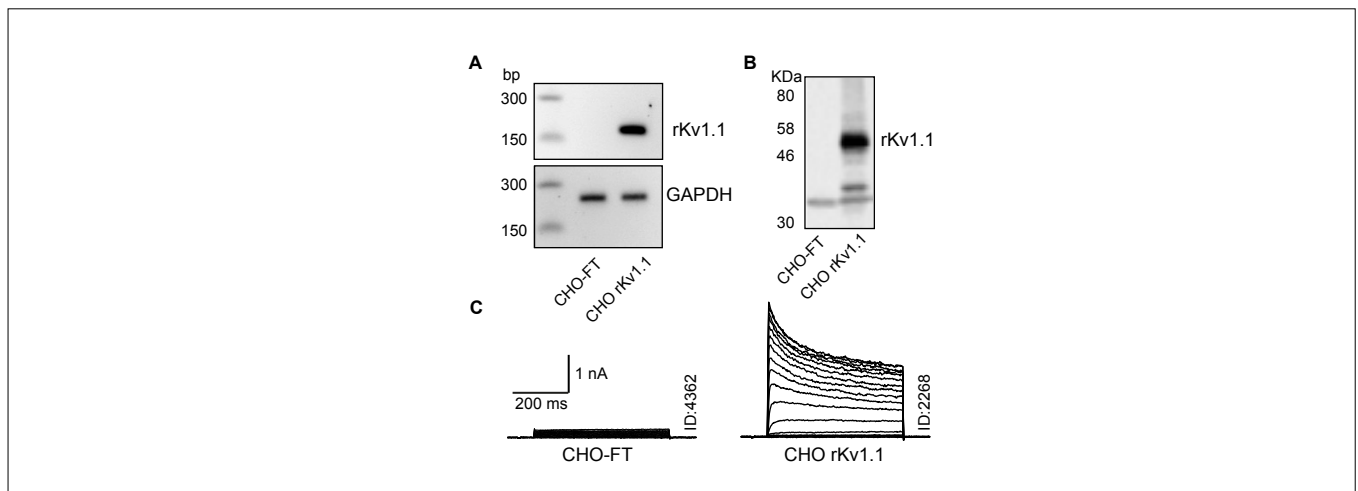 A
bp
300
150
rKv1.1
300
150
GAPDH
CHO-FT
CHO rKv1.1
B
KDa
80
58
46
30
rKv1.1
CHO-FT
CHO rKv1.1
C
1 nA
200 ms
ID:4362
CHO-FT
ID:2268
CHO rKv1.1